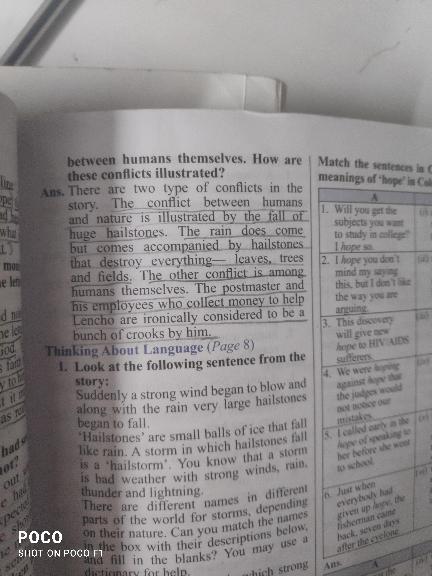 between humans themselves. How are
these conflicts illustrated?
Ans. There are two type of conflicts in the
story. The conflict between humans
and nature is illustrated by the fall of
huge hailstones. The rain does come
but comes accompanied by hailstones
that destroy everything— leaves, trees
and fields. The other conflict is among
humans themselves. The postmaster and
his employees who collect money to help
Lencho are ironically considered to be a
bunch of crooks by him.
Thinking About Language (Page 8)
1. Look at the following sentence from the
story:
Suddenly a strong wind began to blow and
along with the rain very large hailstones
began to fall.
'Hailstones' are small balls of ice that fall
like rain. A storm in which hailstones fall
is a 'hailstorm'. You know that a storm
is bad weather with strong winds, rain,
thunder and lightning.
There are different names in different
parts of the world for storms, depending
on their nature. Can you match the names
in the box with their descriptions below,
and fill in the blanks? You may use a
dictionary for help.
which strong
Match the sentences in
meanings of 'hope' in
A
1. Will you get the
subjects you want
to study in college?
I hope so.
2. I hope you don't
mind my saying
this, but I don't like
the way you are
arguing.
3. This discovery
will give new
hope to HIV/AIDS
sufferers.
4. We were hoping
against hope that
the judges would
not notice our
mistakes.
5. I called early in the
hope of speaking to
her before she went
to school.
6. Just when
everybody had
given up hope, the
fishermen came
back, seven days
after the cyclone.
Ans.
A
POCO
SHOT ON POCO F1